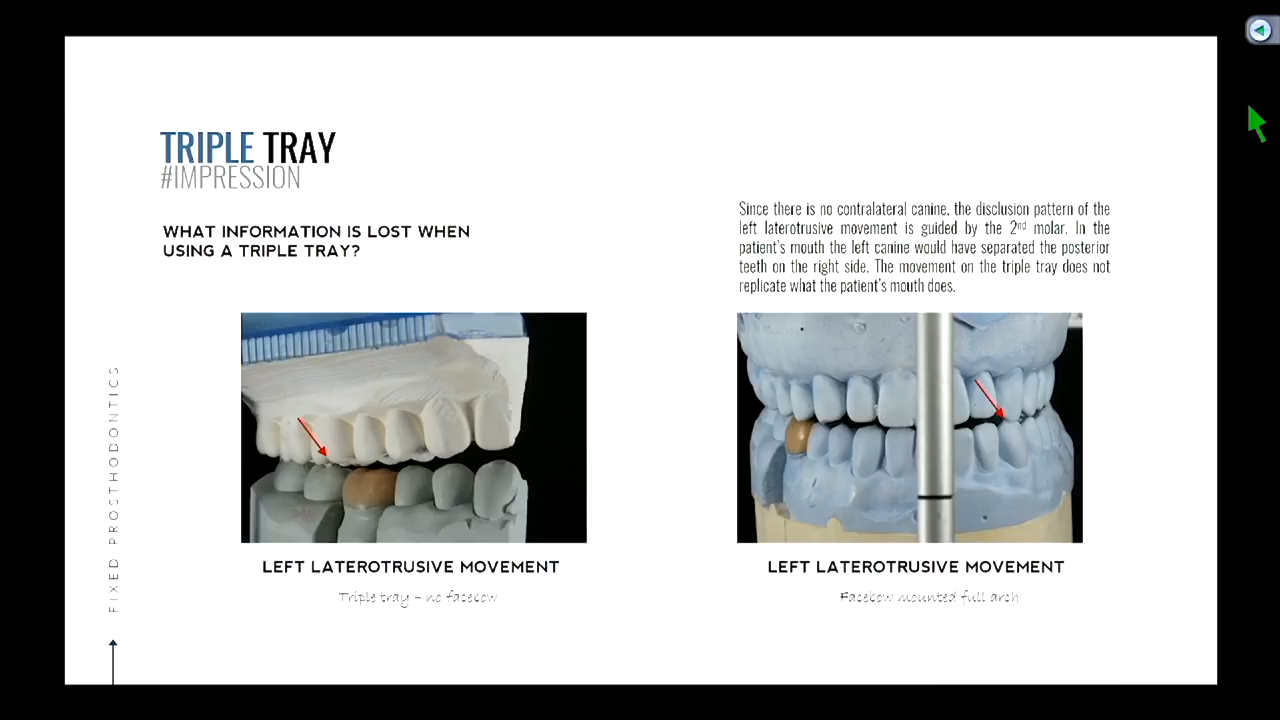 TRIPLE TRAY
#IMPRESSION
WHAT INFORMATION IS LOST WHEN
USING A TRIPLE TRAY?
Since there is no contralateral canine, the disclusion pattern of the
left laterotrusive movement is guided by the 2nd molar. In the
patient's mouth the left canine would have separated the posterior
teeth on the right side. The movement on the triple tray does not
replicate what the patient's mouth does.
LEFT LATEROTRUSIVE MOVEMENT
Triple tray – no facebow
LEFT LATEROTRUSIVE MOVEMENT
Facebow mounted full arch
FIXED PROSTHODONTICS